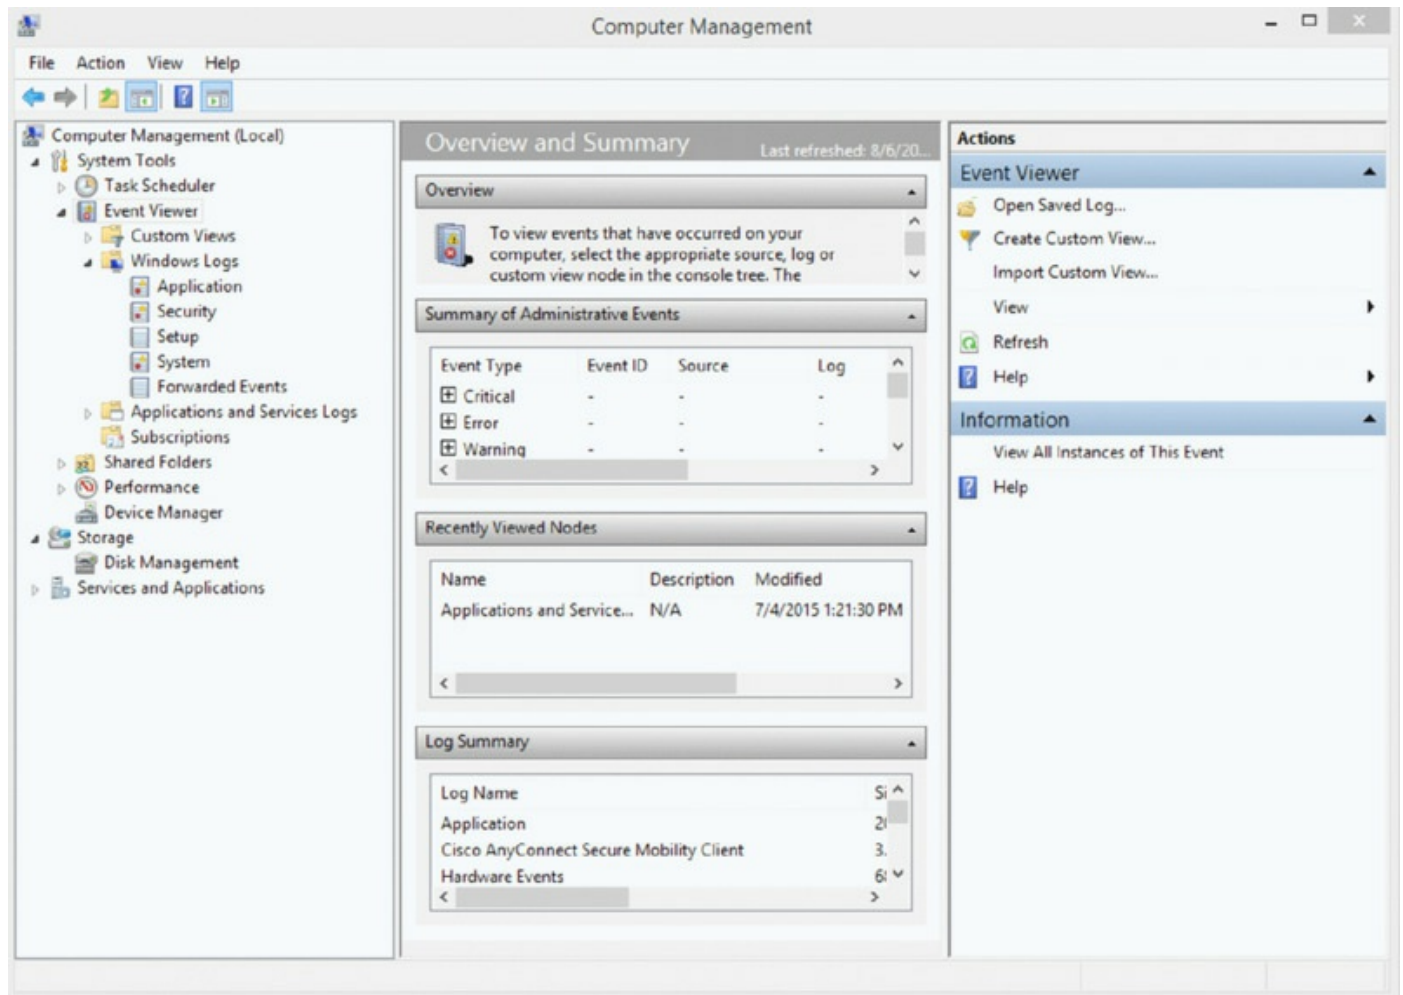 Computer Management
File Action View Help
Computer Management (Local)
System Tools
Task Scheduler
Event Viewer
Custom Views
Windows Logs
Application
Security
Setup
System
Forwarded Events
Applications and Services Logs
Subscriptions
Shared Folders
Performance
Device Manager
Storage
Disk Management
Services and Applications
Overview and Summary Last refreshed: 8/6/20...
Overview
To view events that have occurred on your
computer, select the appropriate source, log or
custom view node in the console tree. The
Summary of Administrative Events
Event Type Event ID Source Log
Critical - - -
Error - - -
Warning - - -
Recently Viewed Nodes
Name Description Modified
Applications and Service... N/A 7/4/2015 1:21:30 PM
Log Summary
Log Name
Application
Cisco AnyConnect Secure Mobility Client 3.
Hardware Events
Actions
Event Viewer
Open Saved Log...
Create Custom View...
Import Custom View...
View
Refresh
Help
Information
View All Instances of This Event
Help